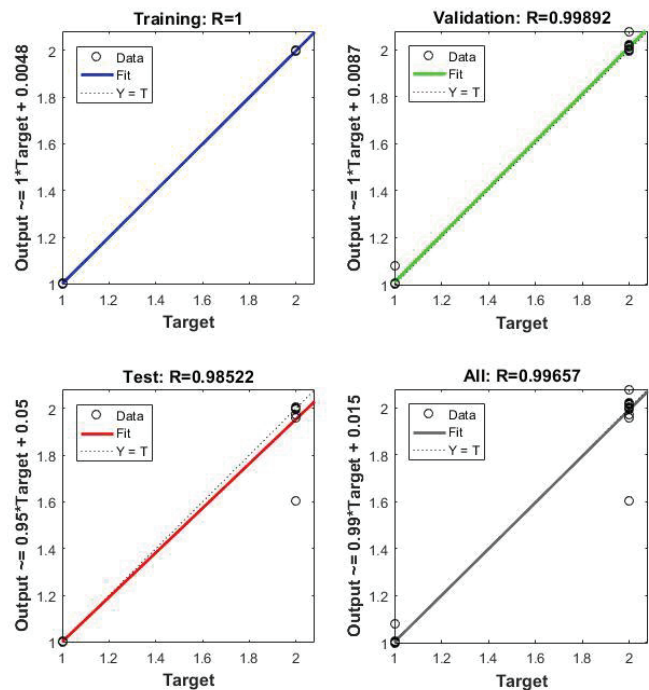 Training: R=1
Output ~= 1*Target + 0.0048
2
1.8
1.6
1.4
1.2
1
Data
Fit
Y = T
1 1.2 1.4 1.6 1.8 2
Target
Validation: R=0.99892
Output ~= 1*Target + 0.0087
2
1.8
1.6
1.4
1.2
1
Data
Fit
Y = T
1 1.2 1.4 1.6 1.8 2
Target
Test: R=0.98522
Output ~= 0.95*Target + 0.05
2
1.8
1.6
1.4
1.2
1
Data
Fit
Y = T
1 1.2 1.4 1.6 1.8 2
Target
All: R=0.99657
Output ~= 0.99*Target + 0.015
2
1.8
1.6
1.4
1.2
1
Data
Fit
Y = T
1 1.2 1.4 1.6 1.8 2
Target